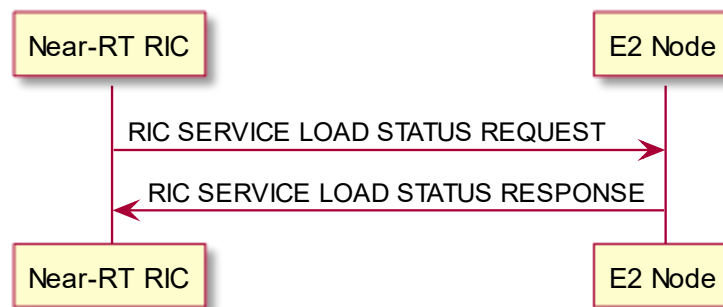 Near-RT RIC
E2 Node
RIC SERVICE LOAD STATUS REQUEST
RIC SERVICE LOAD STATUS RESPONSE
Near-RT RIC
E2 Node